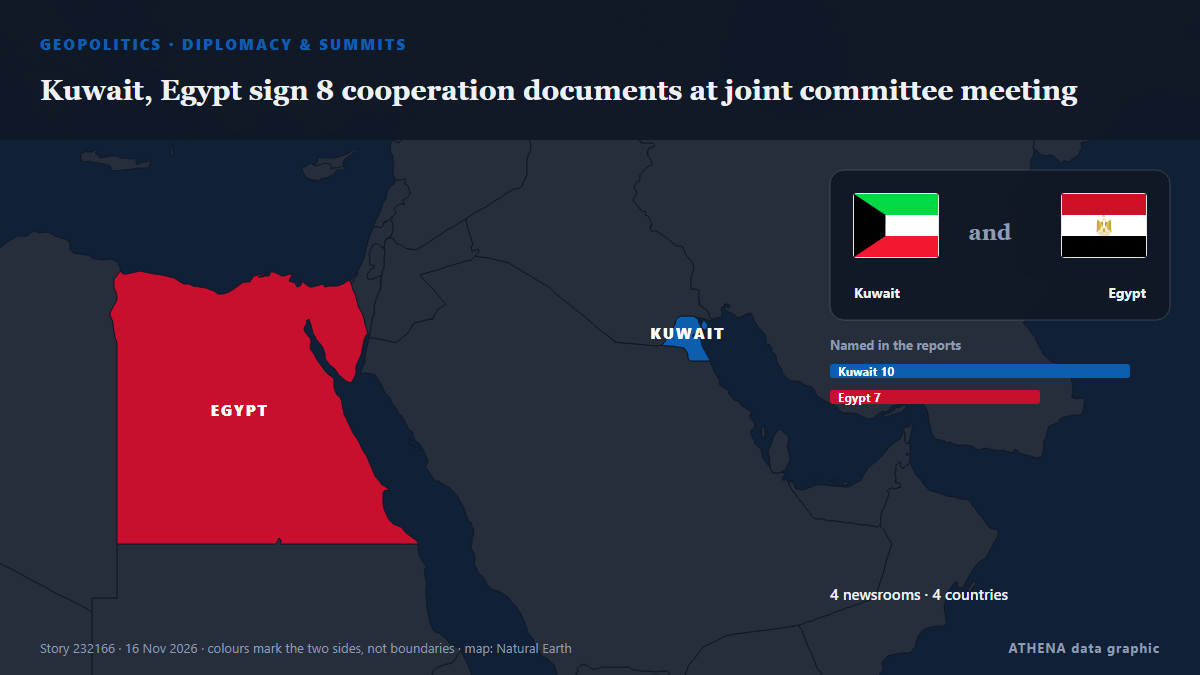 GEOPOLITICS · DIPLOMACY & SUMMITS
Kuwait, Egypt sign 8 cooperation documents at joint committee meeting
and
Kuwait
Egypt
Named in the reports
Kuwait 10
Egypt 7
KUWAIT
EGYPT
4 newsrooms · 4 countries
Story 232166 · 16 Nov 2026 · colours mark the two sides, not boundaries · map: Natural Earth
ATHENA data graphic